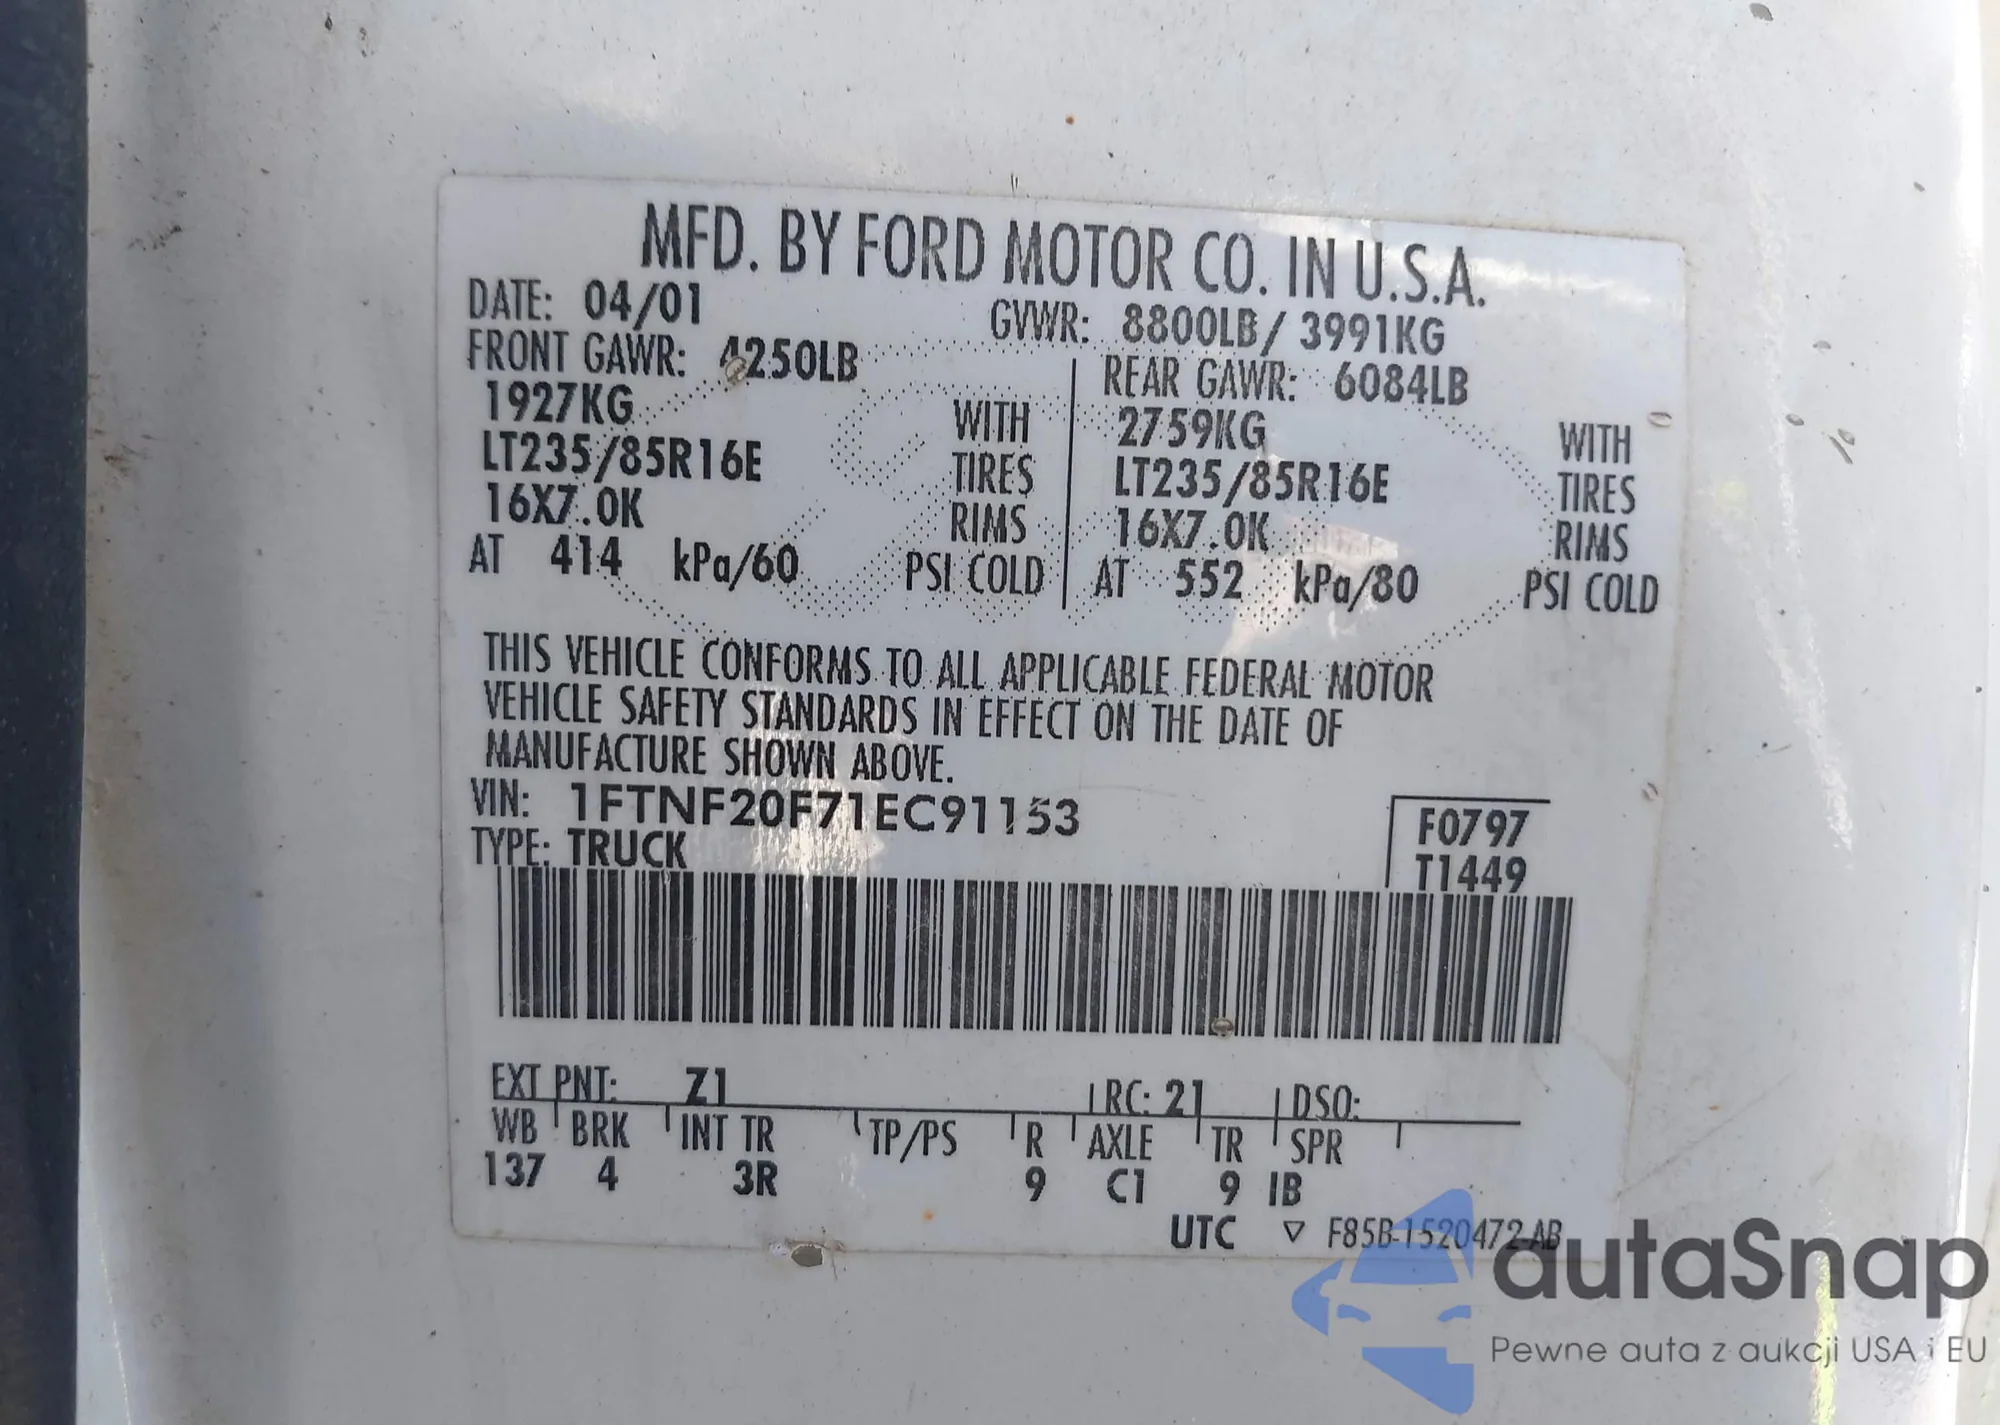 MFD. BY FORD MOTOR CO. IN U.S.A.
DATE: 04/01
GVWR: 8800LB/ 3991KG
FRONT GAWR: 4250LB
1927KG WITH
LT235/85R16E TIRES
16X7.0K RIMS
AT 414 kPa/60 PSI COLD
REAR GAWR: 6084LB
2759KG WITH
LT235/85R16E TIRES
16X7.0K RIMS
AT 552 kPa/80 PSI COLD
THIS VEHICLE CONFORMS TO ALL APPLICABLE FEDERAL MOTOR
VEHICLE SAFETY STANDARDS IN EFFECT ON THE DATE OF
MANUFACTURE SHOWN ABOVE.
VIN: 1FTNF20F71EC91153
TYPE: TRUCK
F0797
T1449
EXT PNT: Z1 RC: 21 DSO:
WB BRK INT TR TP/PS R AXLE TR SPR
137 4 3R 9 C1 9 IB
UTC ▽ F85B-1520472-AB
autaSnap
Pewne auta z aukcji USA i EU